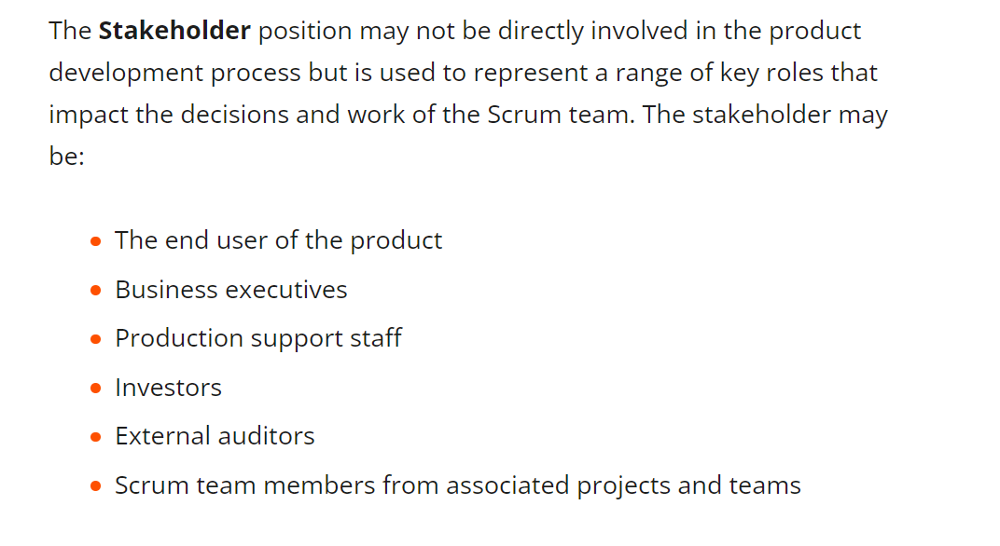 The Stakeholder position may not be directly involved in the product
development process but is used to represent a range of key roles that
impact the decisions and work of the Scrum team. The stakeholder may
be:
• The end user of the product
• Business executives
• Production support staff
• Investors
• External auditors
• Scrum team members from associated projects and teams